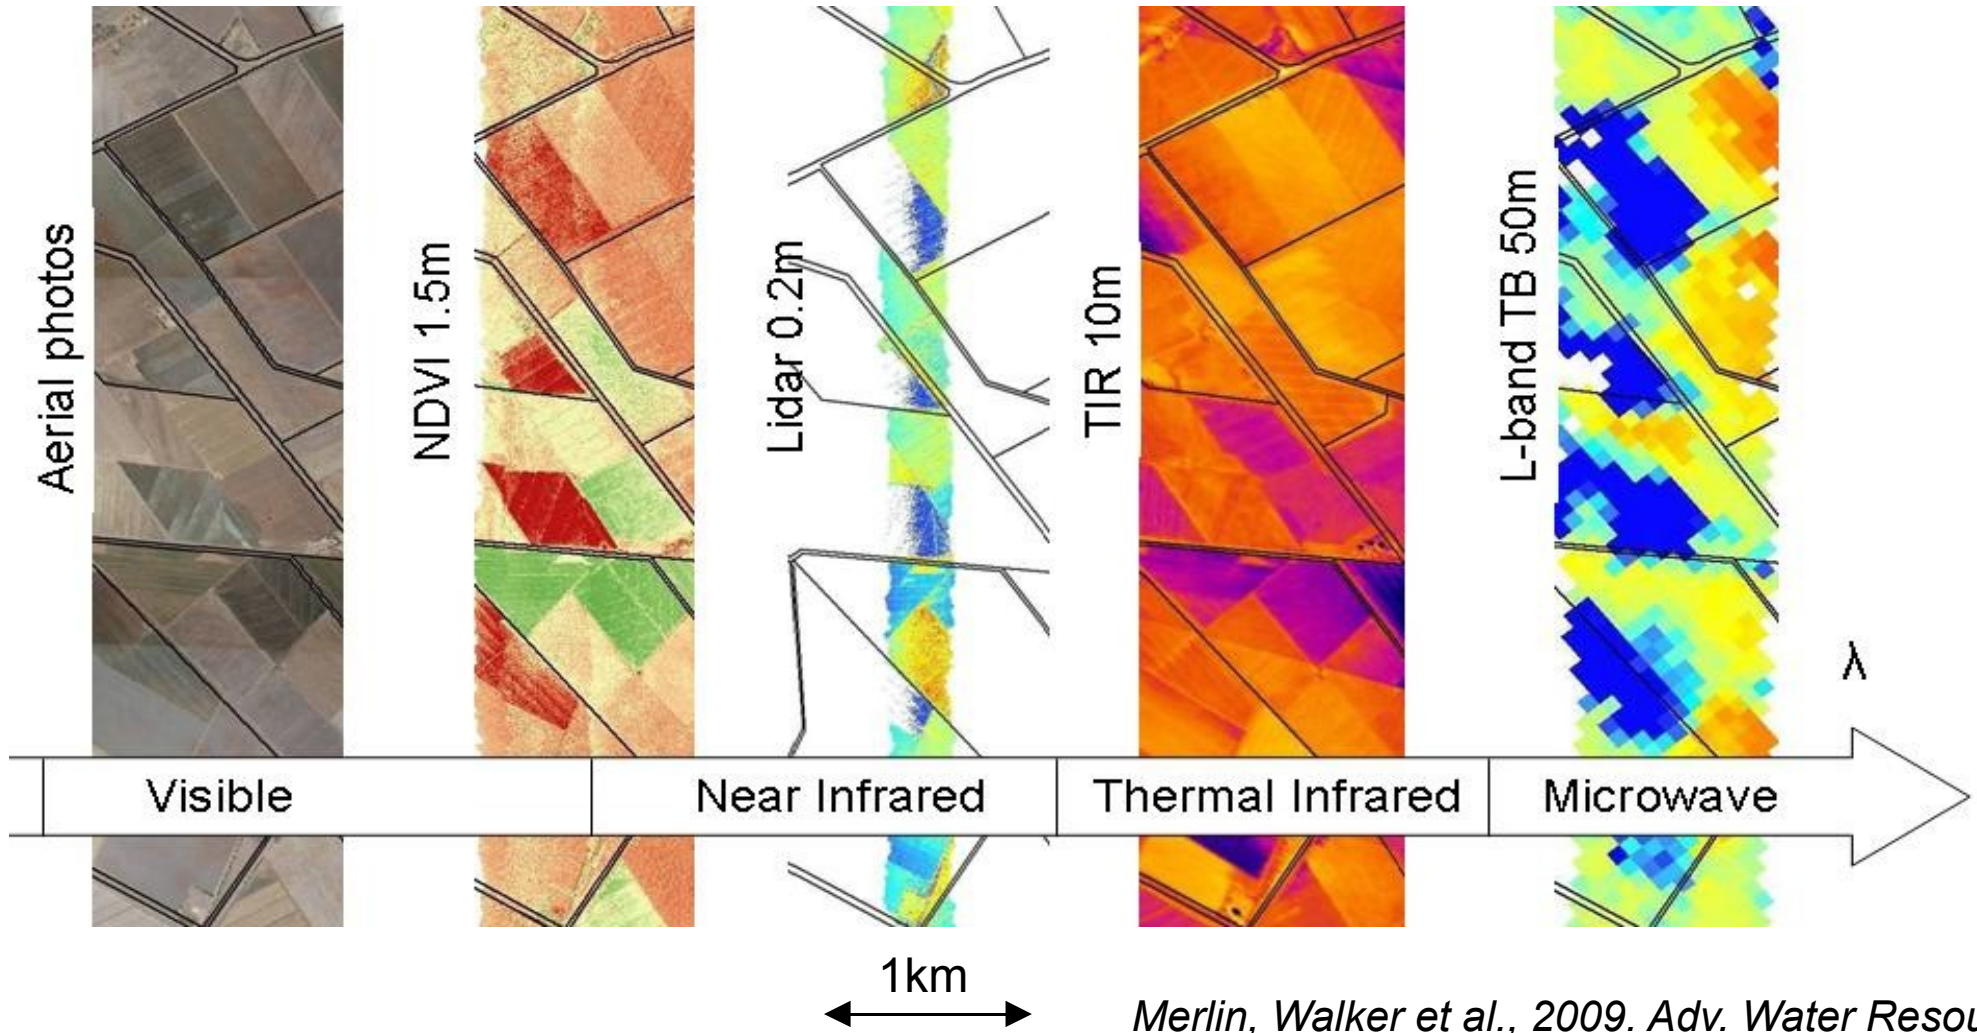 Aerial photos
NDVI 1.5m
Lidar 0.2m
TIR 10m
L-band TB 50m
λ
Visible
Near Infrared
Thermal Infrared
Microwave
1km
Merlin, Walker et al., 2009. Adv. Water